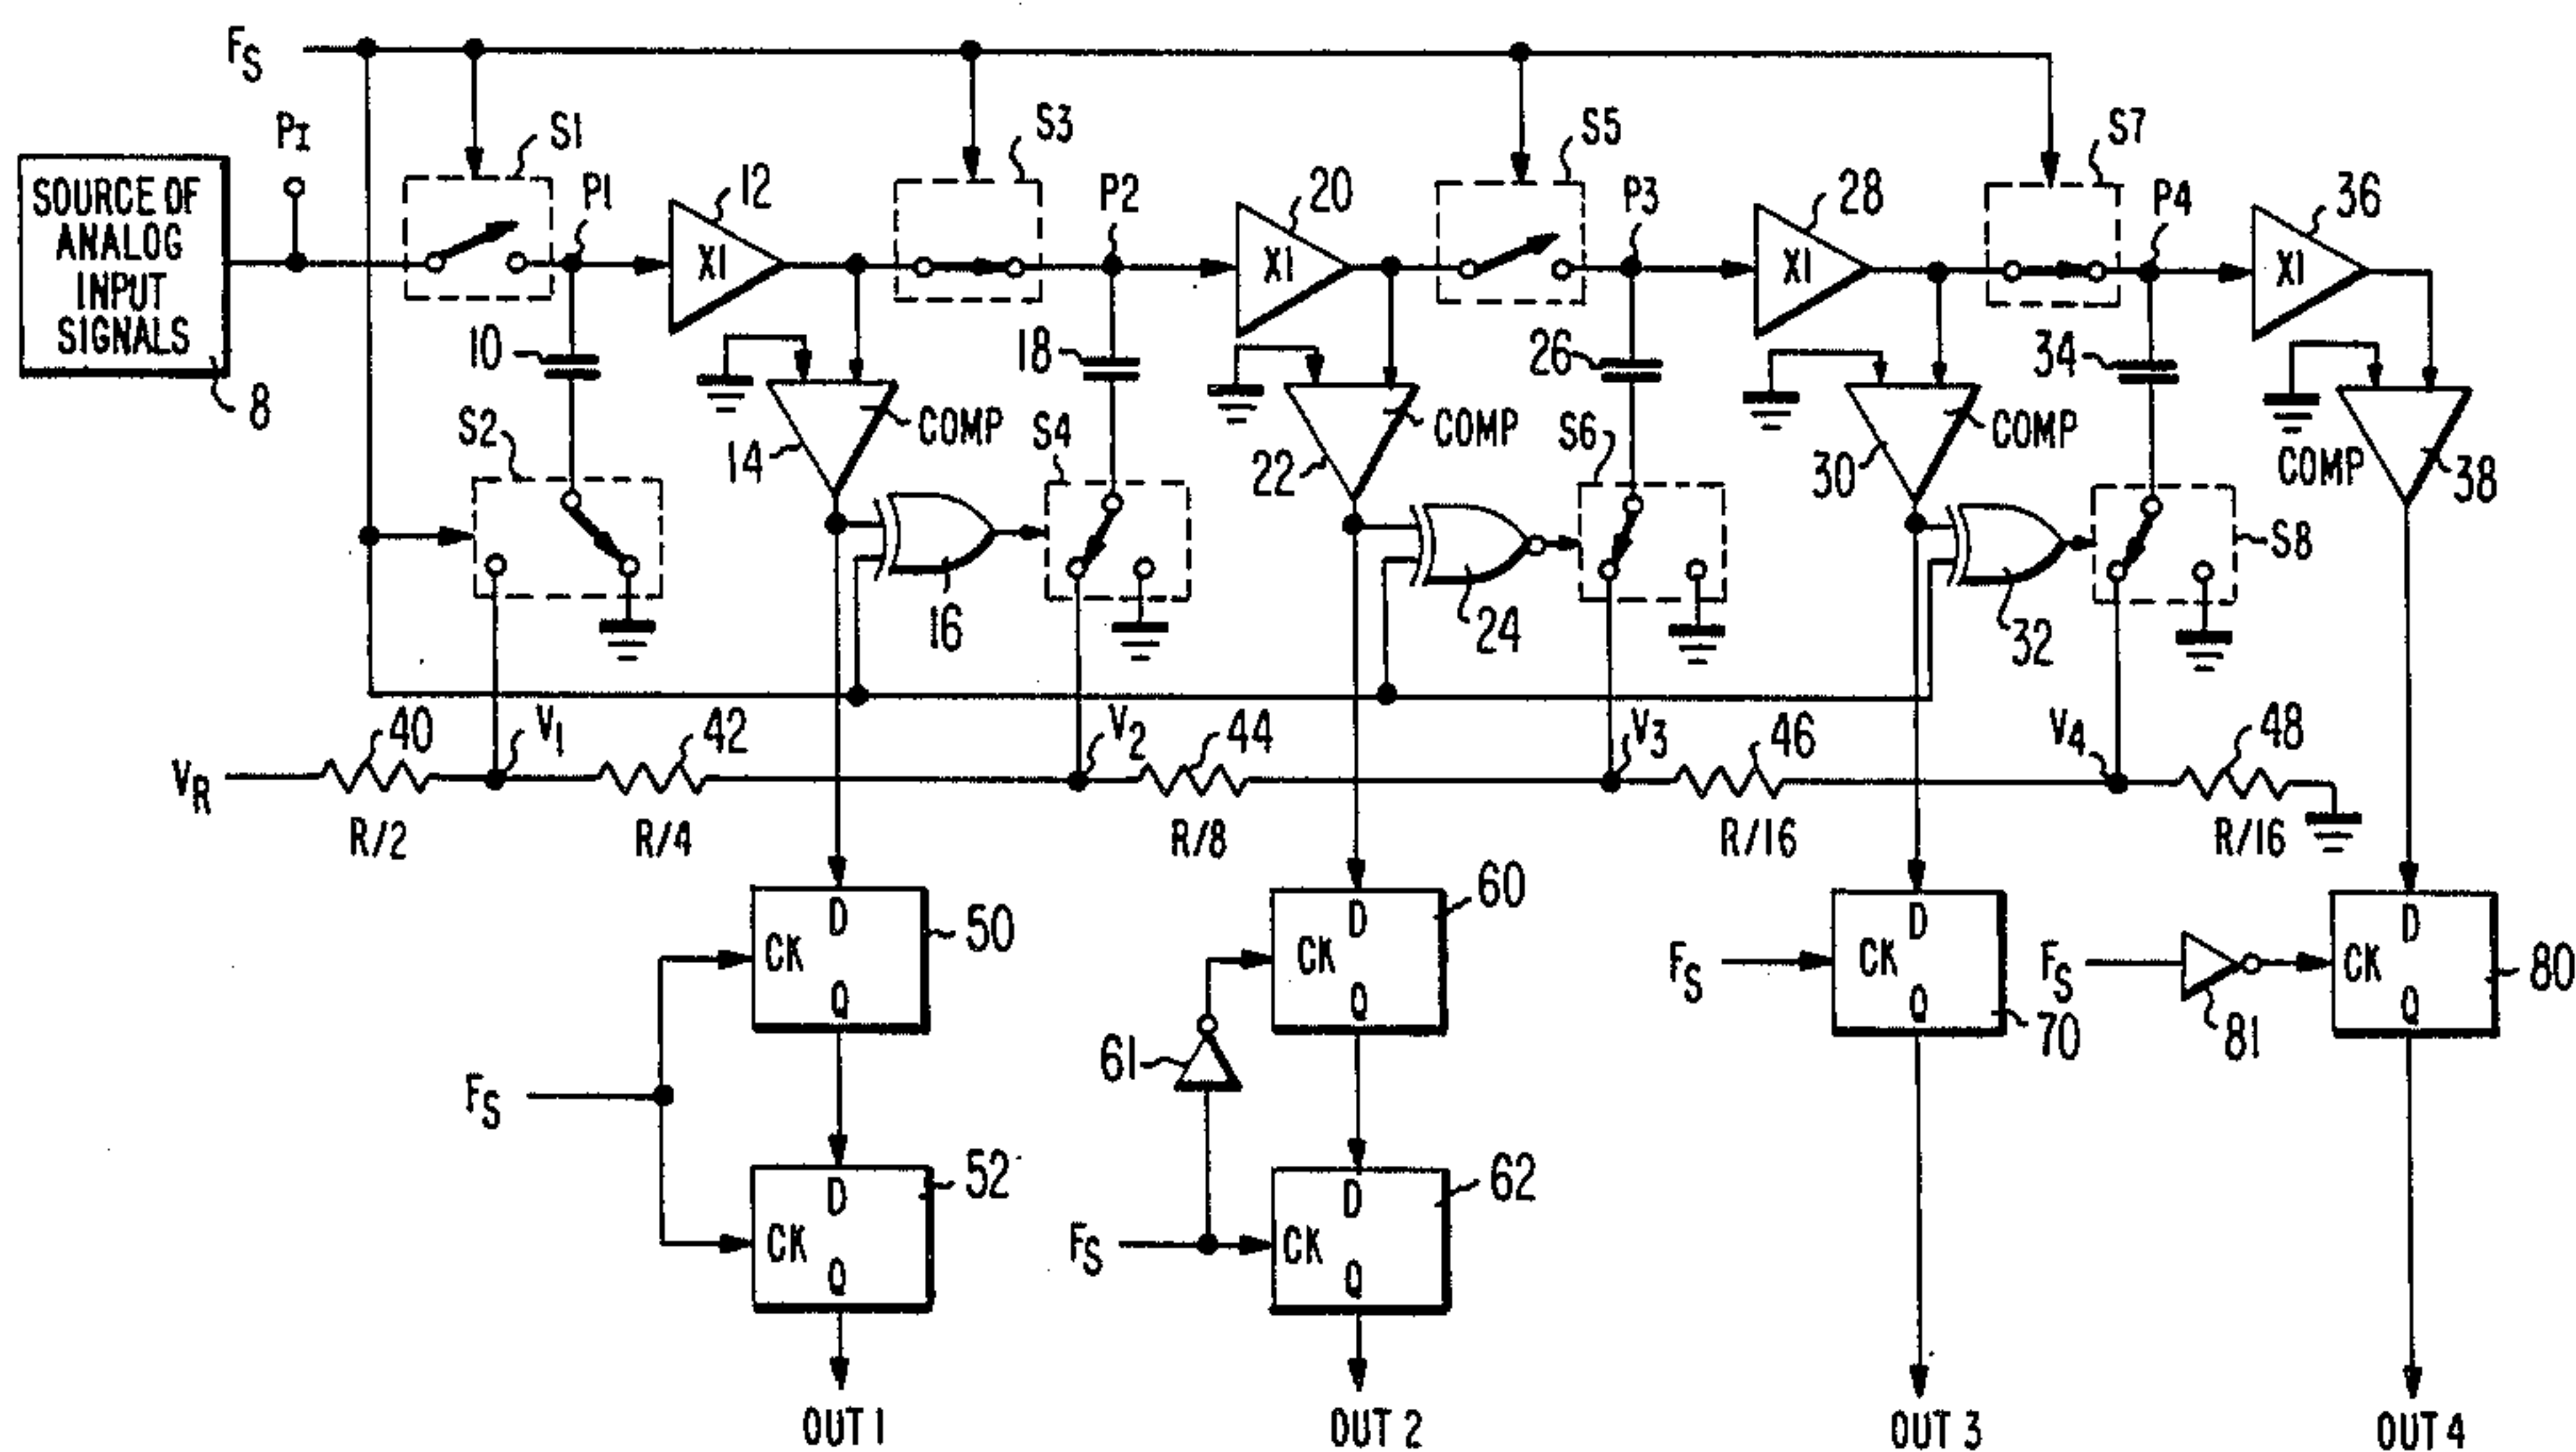 FS
PI
S1
P1
12
S3
P2
20
S5
P3
28
S7
P4
36
SOURCE OF
ANALOG
INPUT
SIGNALS
8
X1
X1
X1
X1
10
18
26
34
S2
14
COMP
S4
22
COMP
S6
30
COMP
COMP
38
S8
16
24
32
VR
40
V1
42
V2
44
V3
46
V4
48
R/2
R/4
R/8
R/16
R/16
D
CK
Q
50
D
CK
Q
60
FS
D
CK
Q
70
FS
81
D
CK
Q
80
FS
61
D
CK
Q
52
FS
D
CK
Q
62
OUT 1
OUT 2
OUT 3
OUT 4